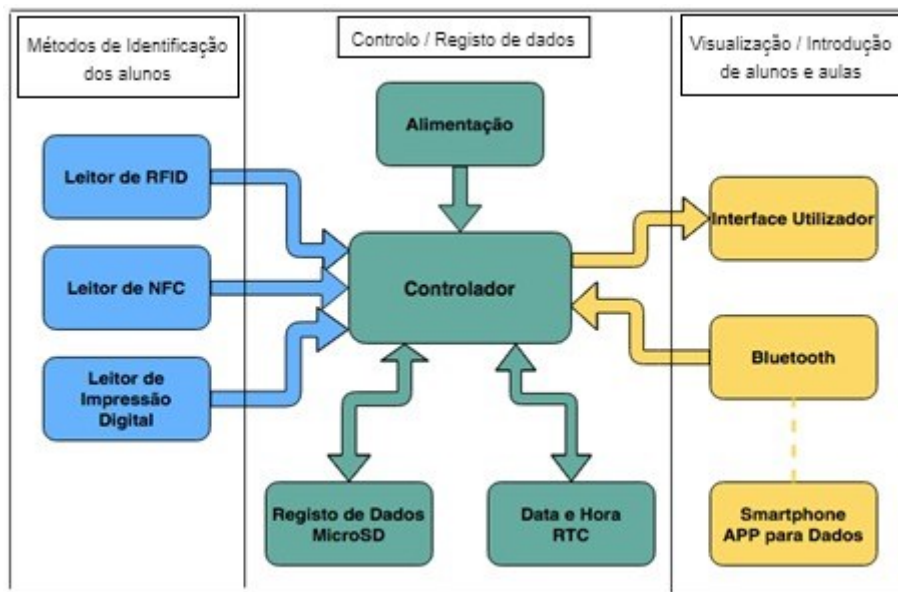 Métodos de Identificação
dos alunos
Controlo / Registo de dados
Visualização / Introdução
de alunos e aulas
Alimentação
Leitor de RFID
Interface Utilizador
Leitor de NFC
Controlador
Leitor de
Impressão
Digital
Bluetooth
Registo de Dados
MicroSD
Data e Hora
RTC
Smartphone
APP para Dados